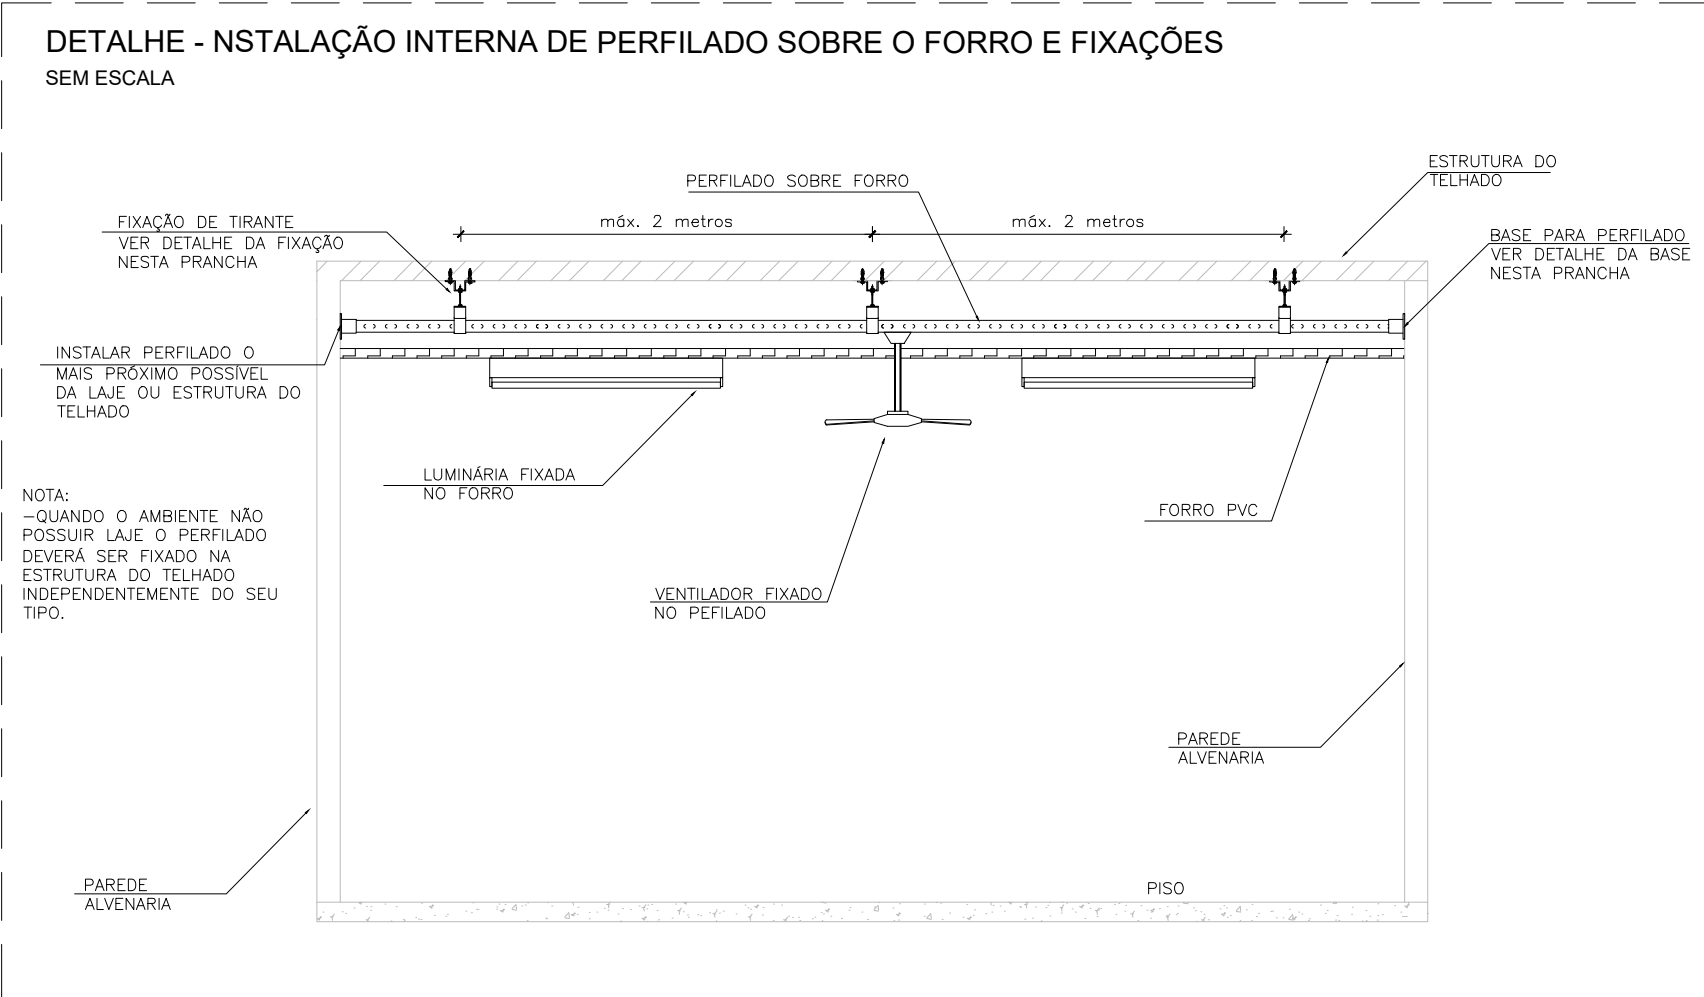 DETALHE - NSTALAÇÃO INTERNA DE PERFILADO SOBRE O FORRO E FIXAÇÕES
SEM ESCALA
ESTRUTURA DO
TELHADO
PERFILADO SOBRE FORRO
FIXAÇÃO DE TIRANTE
VER DETALHE DA FIXAÇÃO
NESTA PRANCHA
máx. 2 metros
máx. 2 metros
BASE PARA PERFILADO
VER DETALHE DA BASE
NESTA PRANCHA
INSTALAR PERFILADO O
MAIS PRÓXIMO POSSÍVEL
DA LAJE OU ESTRUTURA DO
TELHADO
LUMINÁRIA FIXADA
NO FORRO
NOTA:
-QUANDO O AMBIENTE NÃO
POSSUIR LAJE O PERFILADO
DEVERÁ SER FIXADO NA
ESTRUTURA DO TELHADO
INDEPENDENTEMENTE DO SEU
TIPO.
FORRO PVC
VENTILADOR FIXADO
NO PEFILADO
PAREDE
ALVENARIA
PAREDE
ALVENARIA
PISO